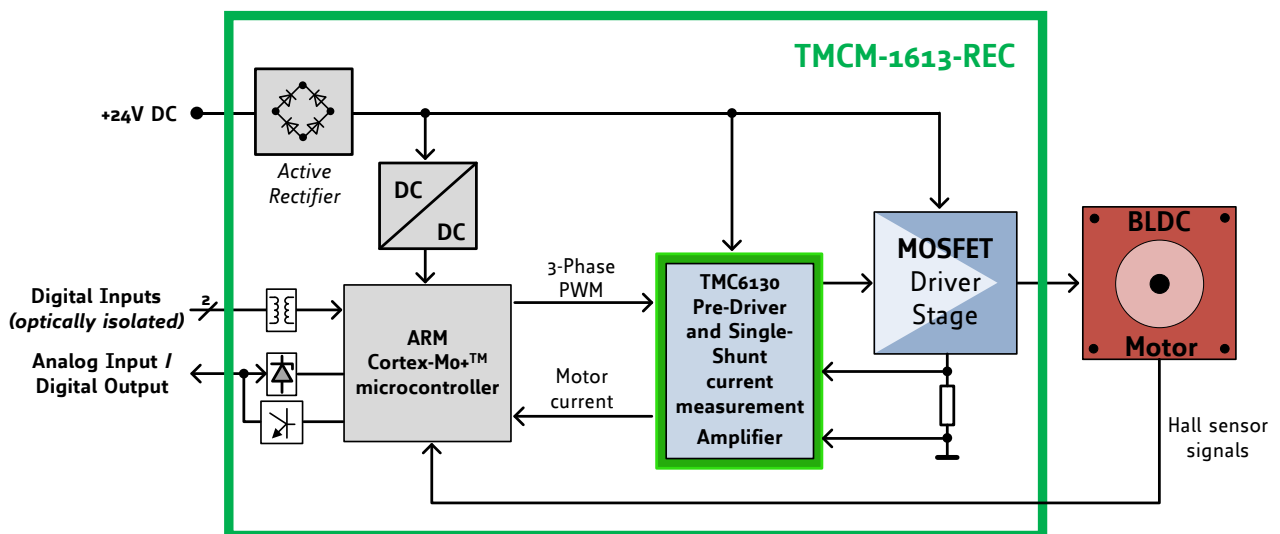 TMCM-1613-REC
+24V DC
Active
Rectifier
DC
DC
Digital Inputs
(optically isolated)
2
Analog Input /
Digital Output
ARM
Cortex-M0+™
microcontroller
3-Phase
PWM
Motor
current
TMC6130
Pre-Driver
and Single-
Shunt
current
measurement
Amplifier
MOSFET
Driver
Stage
BLDC
Motor
Hall sensor
signals